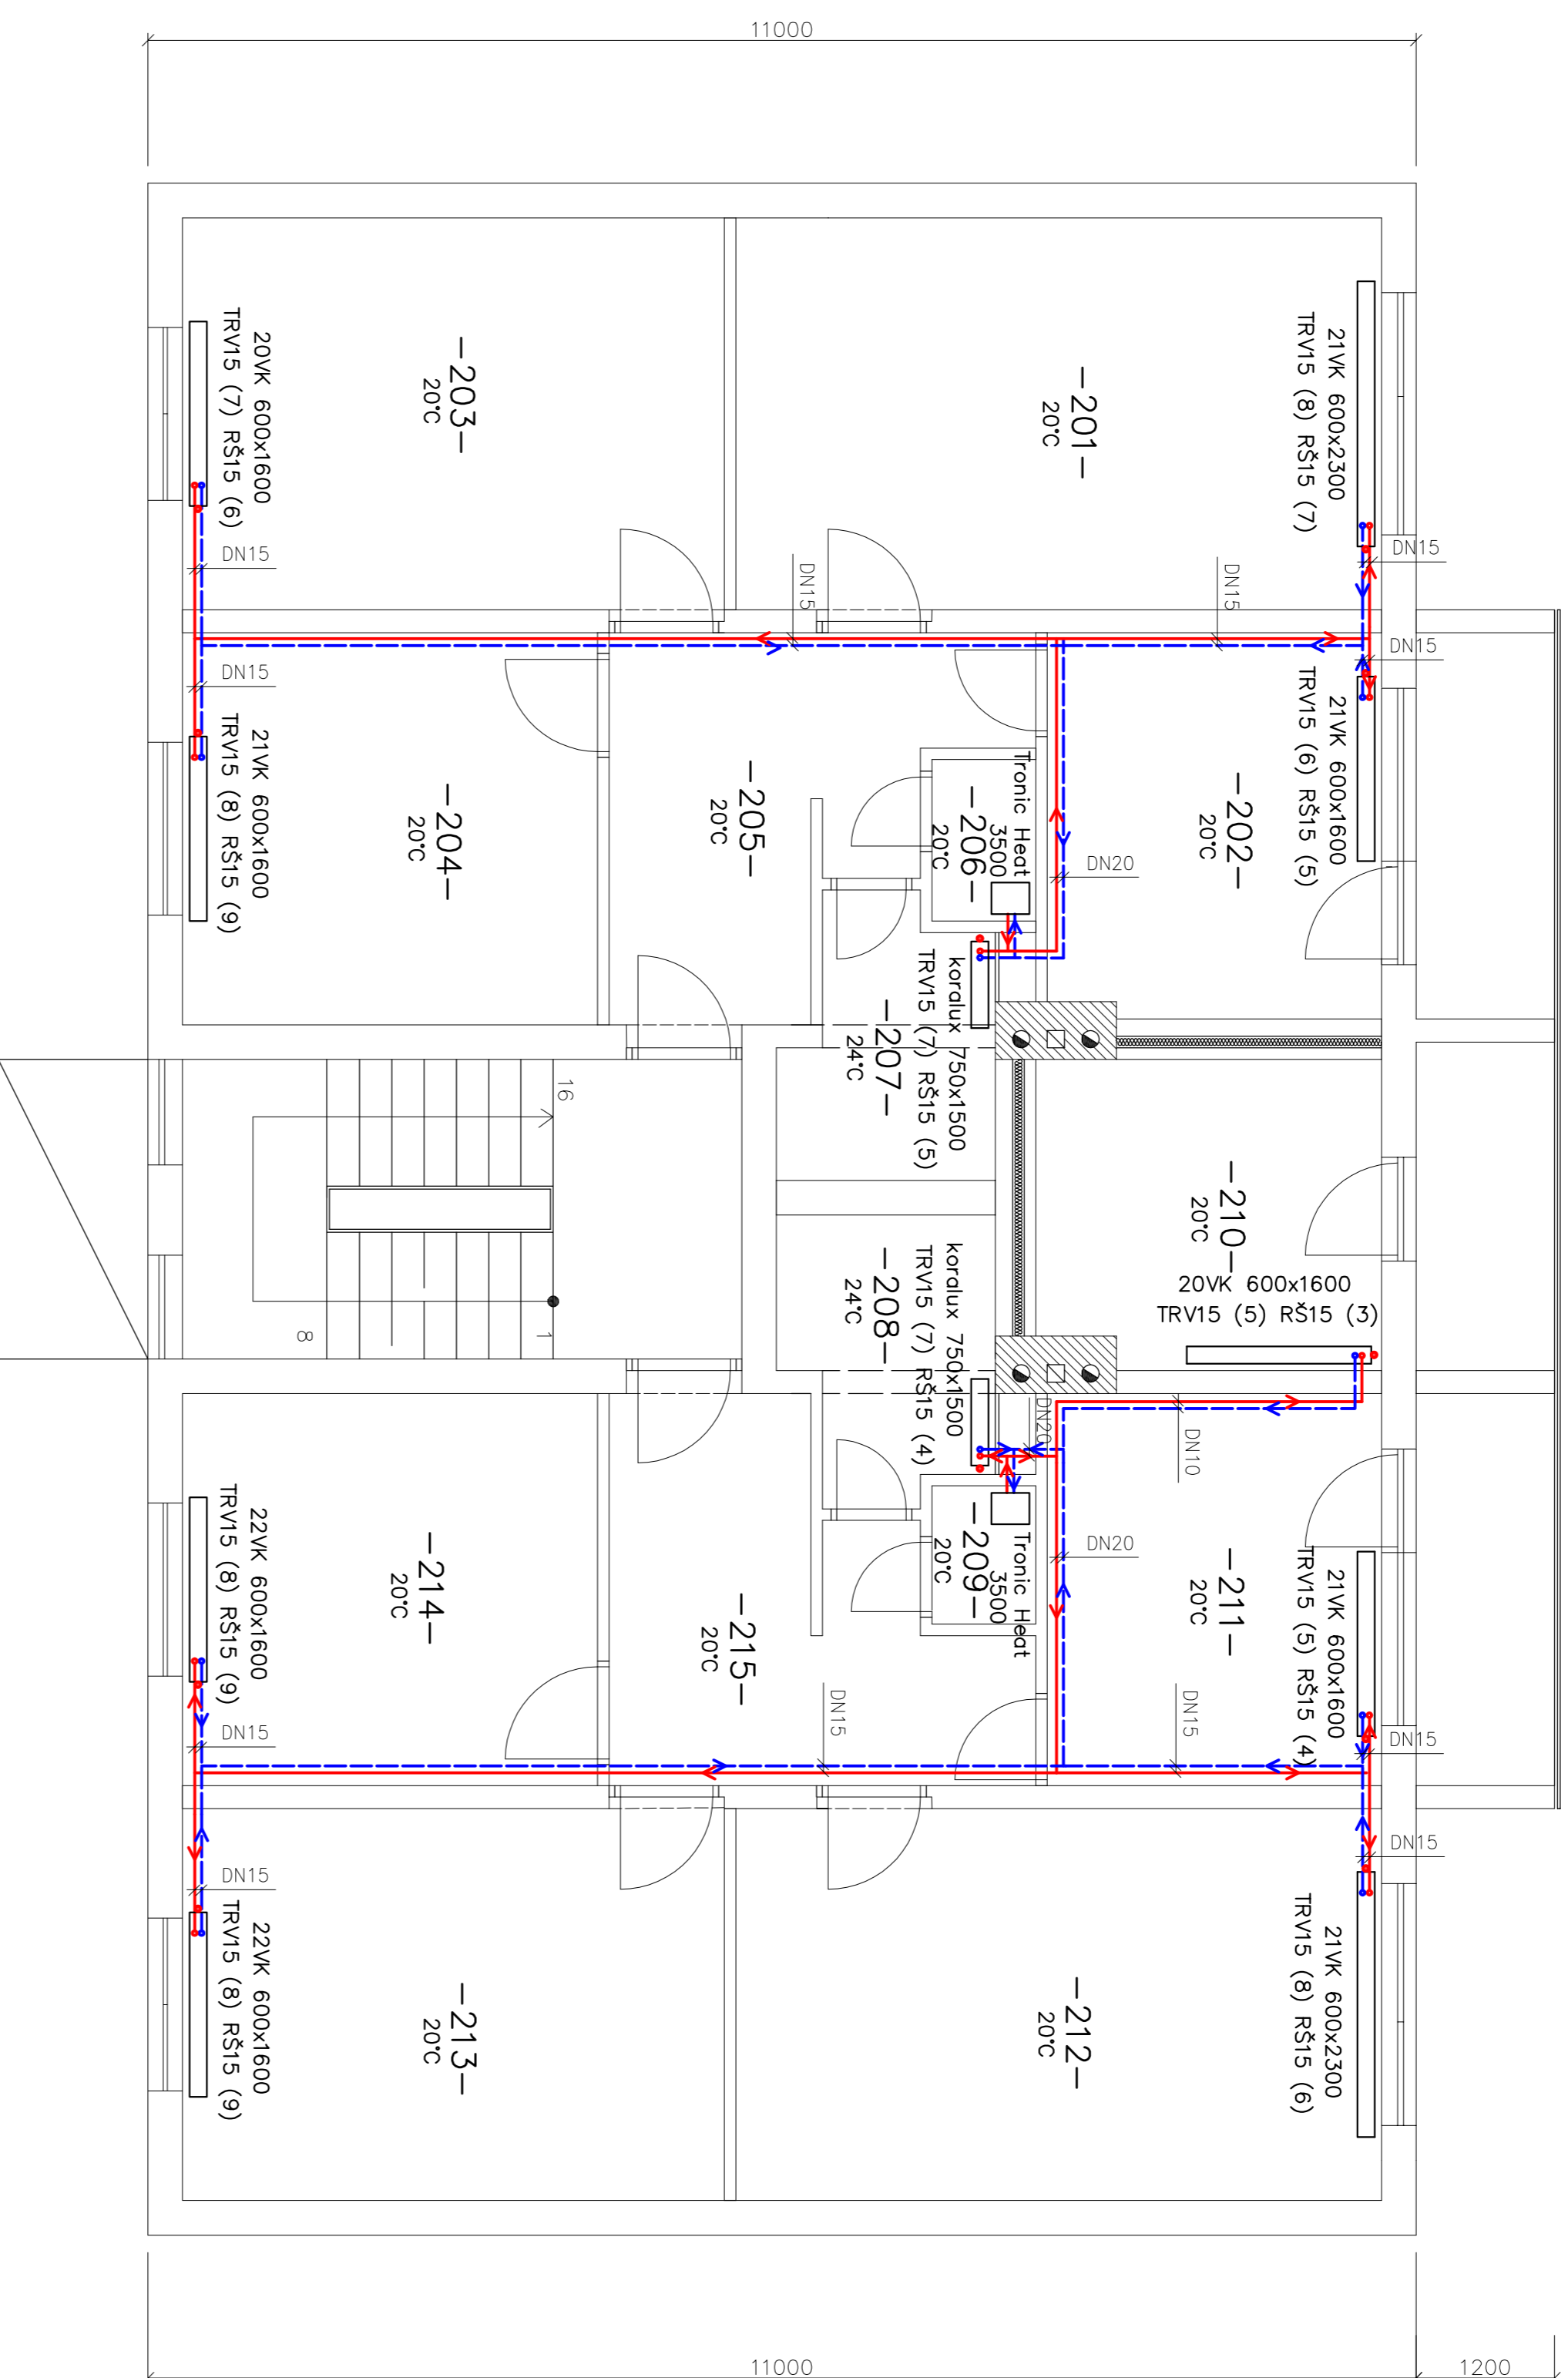 11000
21VK 600x2300
TRV15 (8) RŠ15 (7)
-201-
20°C
-203-
20°C
20VK 600x1600
TRV15 (7) RŠ15 (6)
DN15
DN15
DN15
DN15
DN15
DN15
21VK 600x1600
TRV15 (6) RŠ15 (5)
-202-
20°C
DN20
Tronic Heat
3500
-206-
20°C
-205-
20°C
-204-
20°C
21VK 600x1600
TRV15 (8) RŠ15 (9)
koralux 750x1500
TRV15 (7) RŠ15 (5)
-207-
24°C
16
8
1
-210-
20°C
20VK 600x1600
TRV15 (5) RŠ15 (3)
koralux 750x1500
TRV15 (7) RŠ15 (4)
-208-
24°C
DN20
DN10
DN20
Tronic Heat
3500
-209-
20°C
21VK 600x1600
TRV15 (5) RŠ15 (4)
-211-
20°C
-215-
20°C
-214-
20°C
22VK 600x1600
TRV15 (8) RŠ15 (9)
DN15
DN15
DN15
DN15
DN15
DN15
21VK 600x2300
TRV15 (8) RŠ15 (6)
-212-
20°C
-213-
20°C
22VK 600x1600
TRV15 (8) RŠ15 (9)
11000
1200